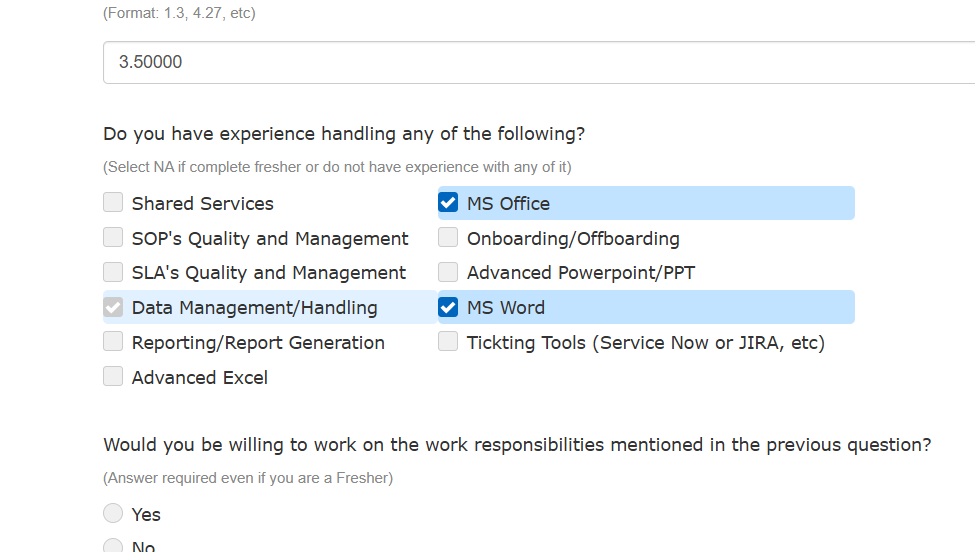 (Format: 1.3, 4.27, etc)
3.50000
Do you have experience handling any of the following?
(Select NA if complete fresher or do not have experience with any of it)
Shared Services
MS Office
SOP's Quality and Management
Onboarding/Offboarding
SLA's Quality and Management
Advanced Powerpoint/PPT
Data Management/Handling
MS Word
Reporting/Report Generation
Tickting Tools (Service Now or JIRA, etc)
Advanced Excel
Would you be willing to work on the work responsibilities mentioned in the previous question?
(Answer required even if you are a Fresher)
Yes
No